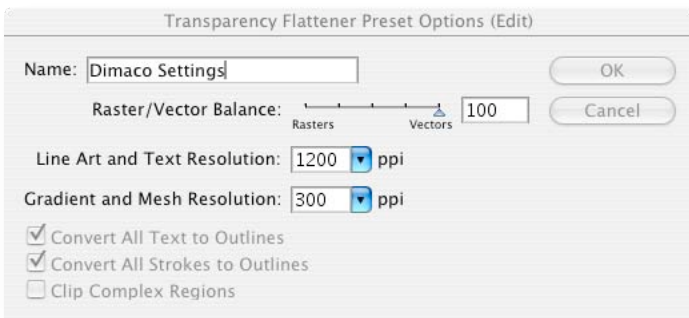 Transparency Flattener Preset Options (Edit)
Name: Dimaco Settings OK
Raster/Vector Balance: 100 Cancel
Rasters Vectors
Line Art and Text Resolution: 1200 ppi
Gradient and Mesh Resolution: 300 ppi
Convert All Text to Outlines
Convert All Strokes to Outlines
Clip Complex Regions